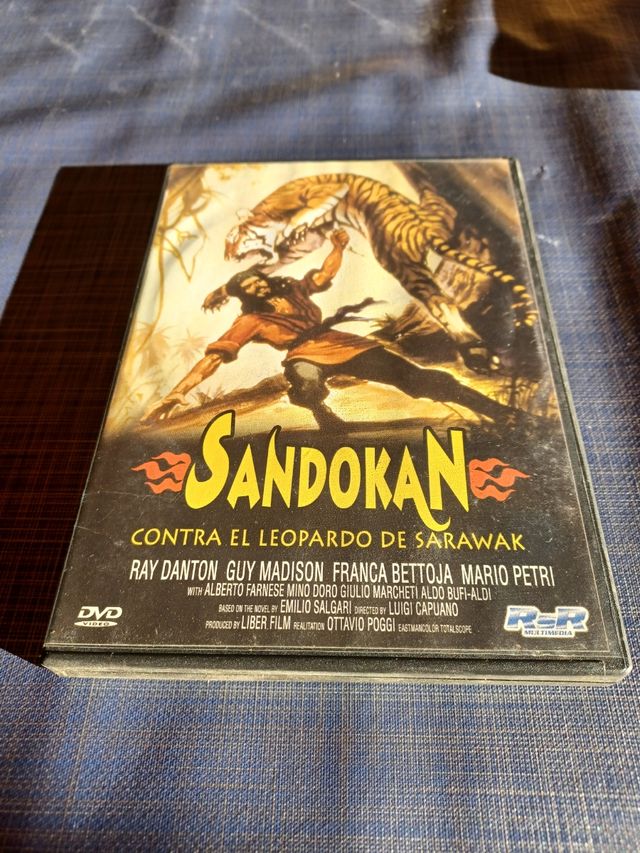 SANDOKAN
CONTRA EL LEOPARDO DE SARAWAK
RAY DANTON GUY MADISON FRANCA BETTOJA MARIO PETRI
WITH ALBERTO FARNESE MINO DORO GIULIO MARCHETI ALDO BUFI-ALDI
BASED ON THE NOVEL BY EMILIO SALGARI DIRECTED BY LUIGI CAPUANO
PRODUCED BY LIBER FILM REALITATION OTTAVIO POGGI EASTMANCOLOR TOTALSCOPE
DVD
VIDEO
RSR
MULTIMEDIA